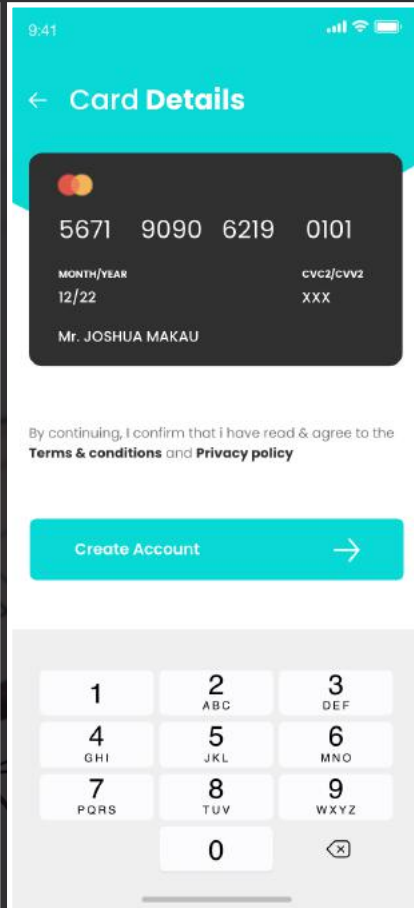 9:41
Card Details
5671 9090 6219 0101
MONTH/YEAR CVC2/CVV2
12/22 XXX
Mr. JOSHUA MAKAU
By continuing, I confirm that i have read & agree to the
Terms & conditions and Privacy policy
Create Account
1 2 3
ABC DEF
4 5 6
GHI JKL MNO
7 8 9
PQRS TUV WXYZ
0